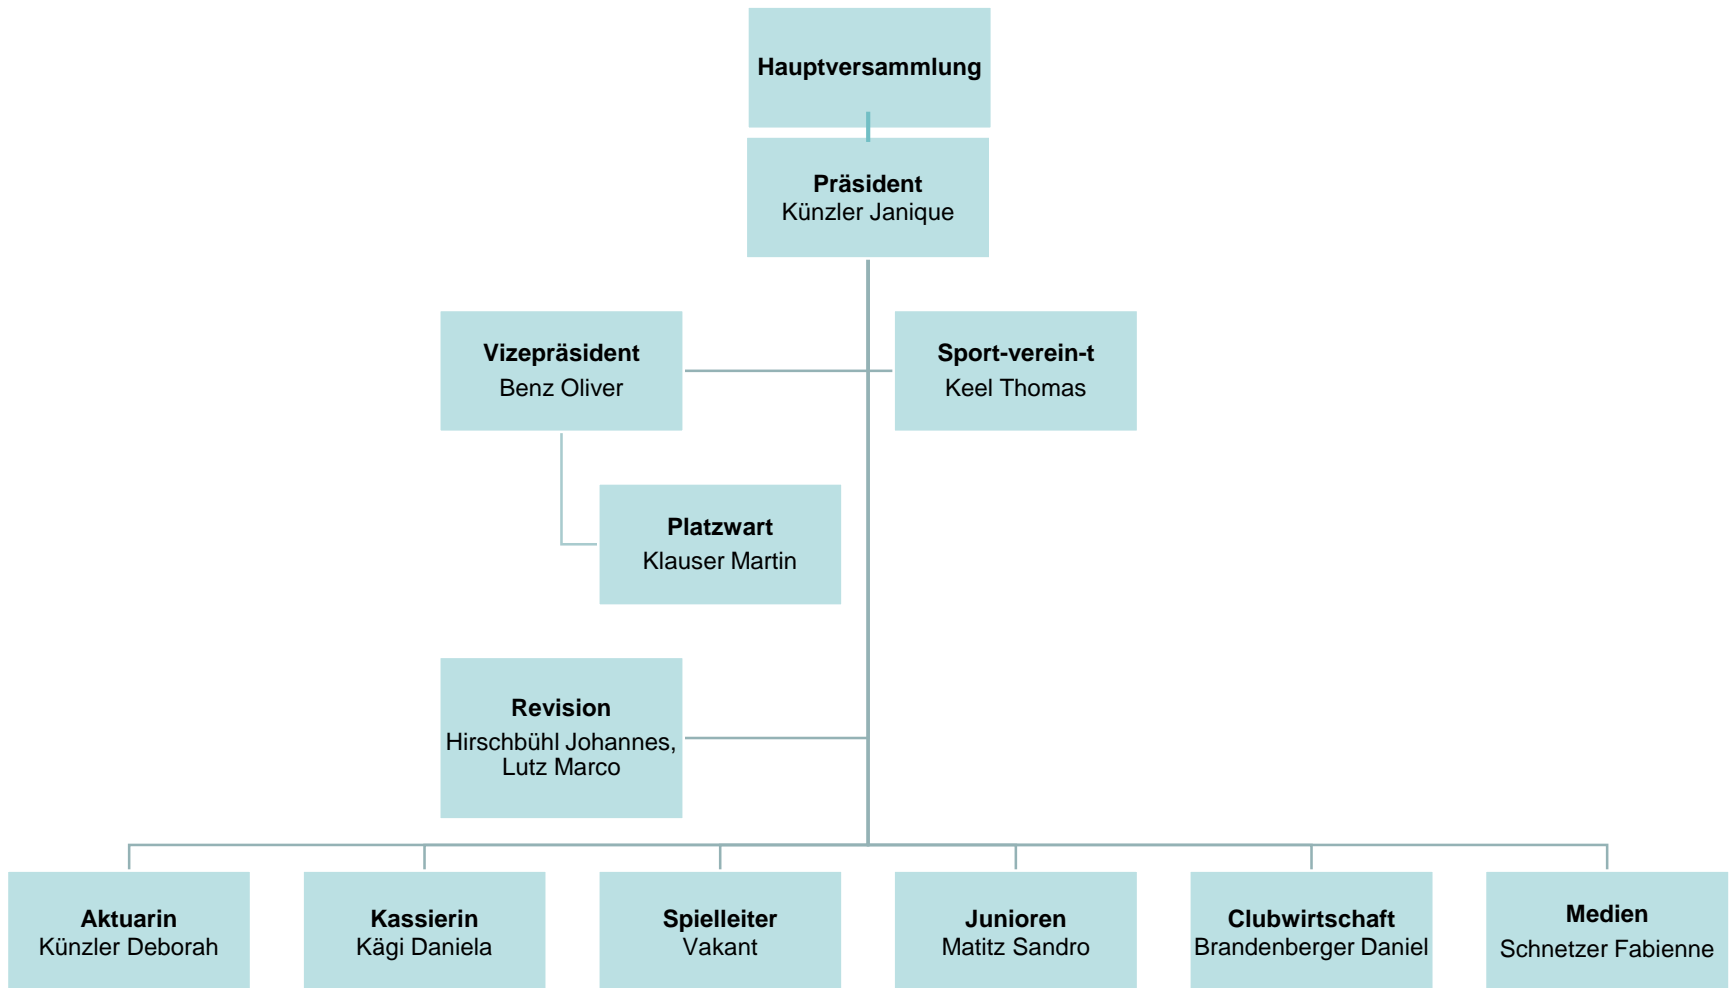 Hauptversammlung
Präsident
Künzler Janique
Vizepräsident
Benz Oliver
Sport-verein-t
Keel Thomas
Platzwart
Klauser Martin
Revision
Hirschbühl Johannes,
Lutz Marco
Aktuarin
Künzler Deborah
Kassierin
Kägi Daniela
Spielleiter
Vakant
Junioren
Matitz Sandro
Clubwirtschaft
Brandenberger Daniel
Medien
Schnetzer Fabienne